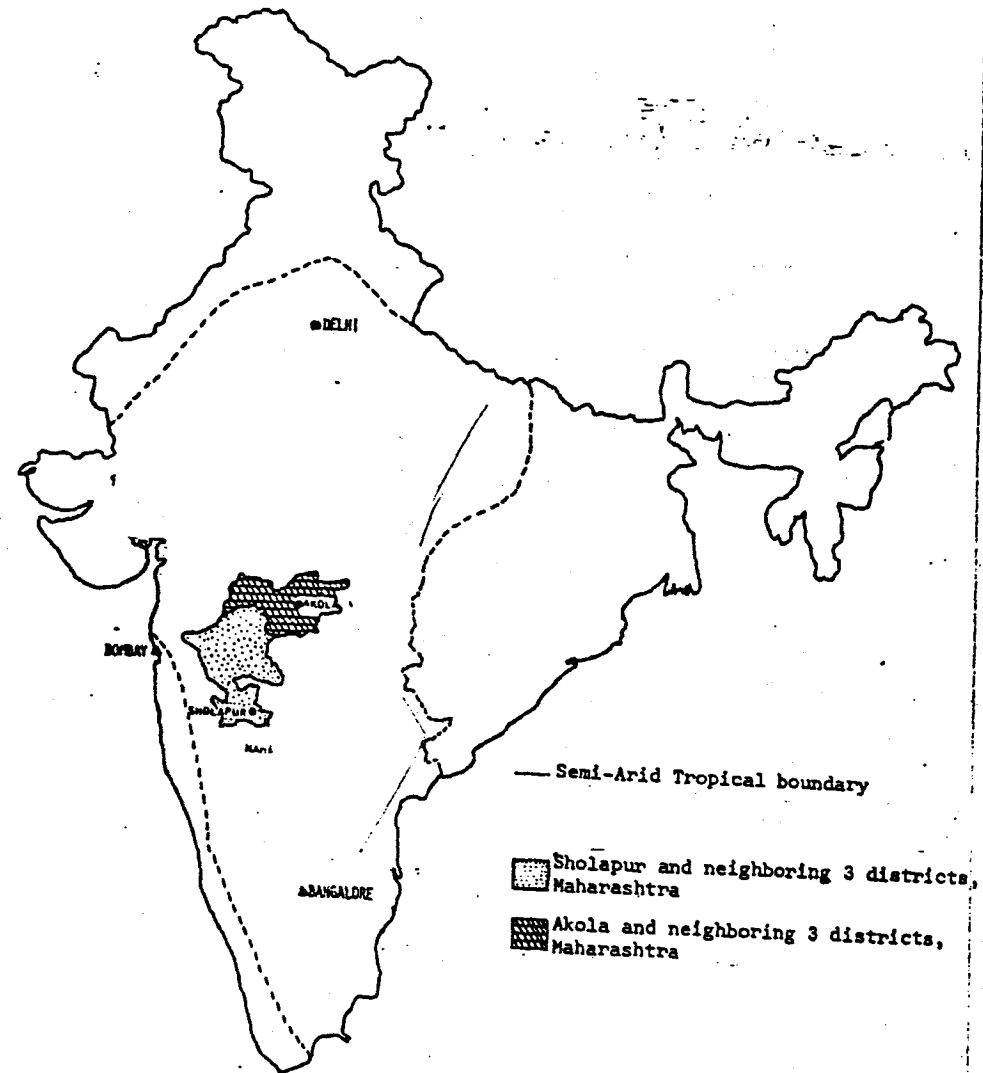 DELHI
AKOLA
BOMBAY
SHOLAPUR
Semi-Arid Tropical boundary
BANGALORE
Sholapur and neighboring 3 districts,
Maharashtra
Akola and neighboring 3 districts,
Maharashtra